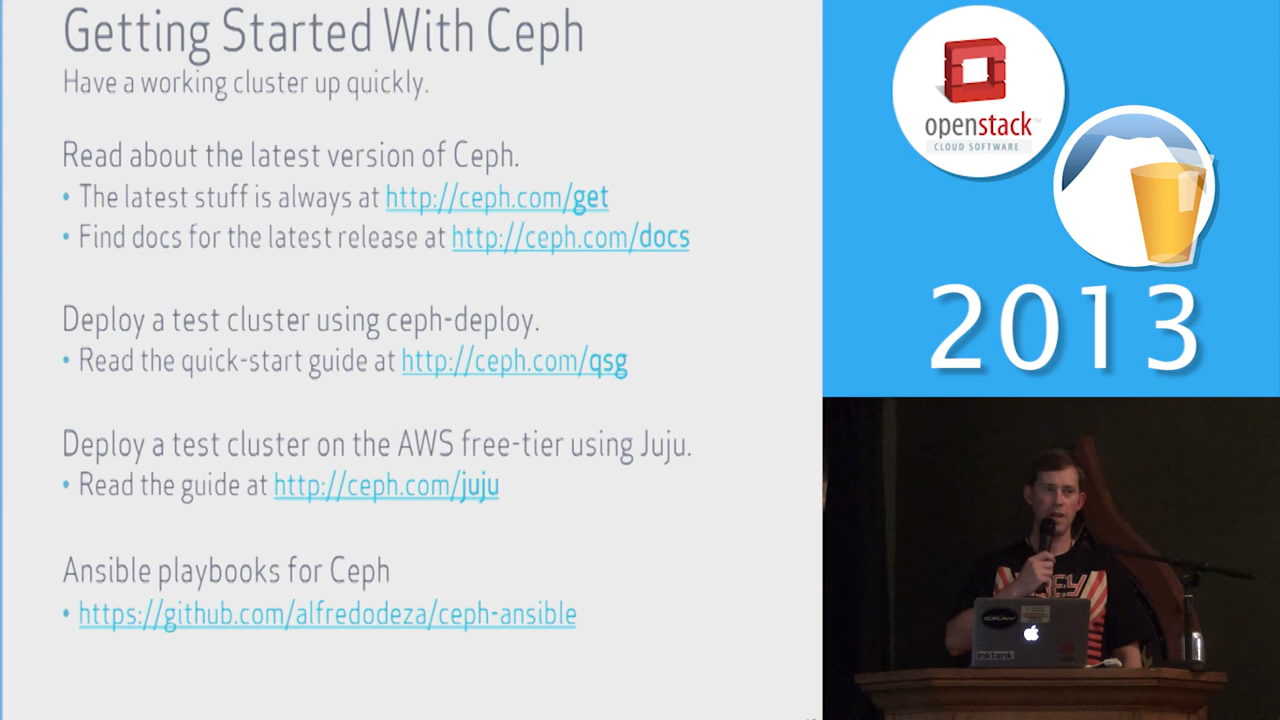 Getting Started With Ceph
Have a working cluster up quickly.
Read about the latest version of Ceph.
• The latest stuff is always at http://ceph.com/get
• Find docs for the latest release at http://ceph.com/docs
Deploy a test cluster using ceph-deploy.
• Read the quick-start guide at http://ceph.com/qsg
Deploy a test cluster on the AWS free-tier using Juju.
• Read the guide at http://ceph.com/juju
Ansible playbooks for Ceph
• https://github.com/alfredodeza/ceph-ansible
openstack™
CLOUD SOFTWARE
2013
inktank